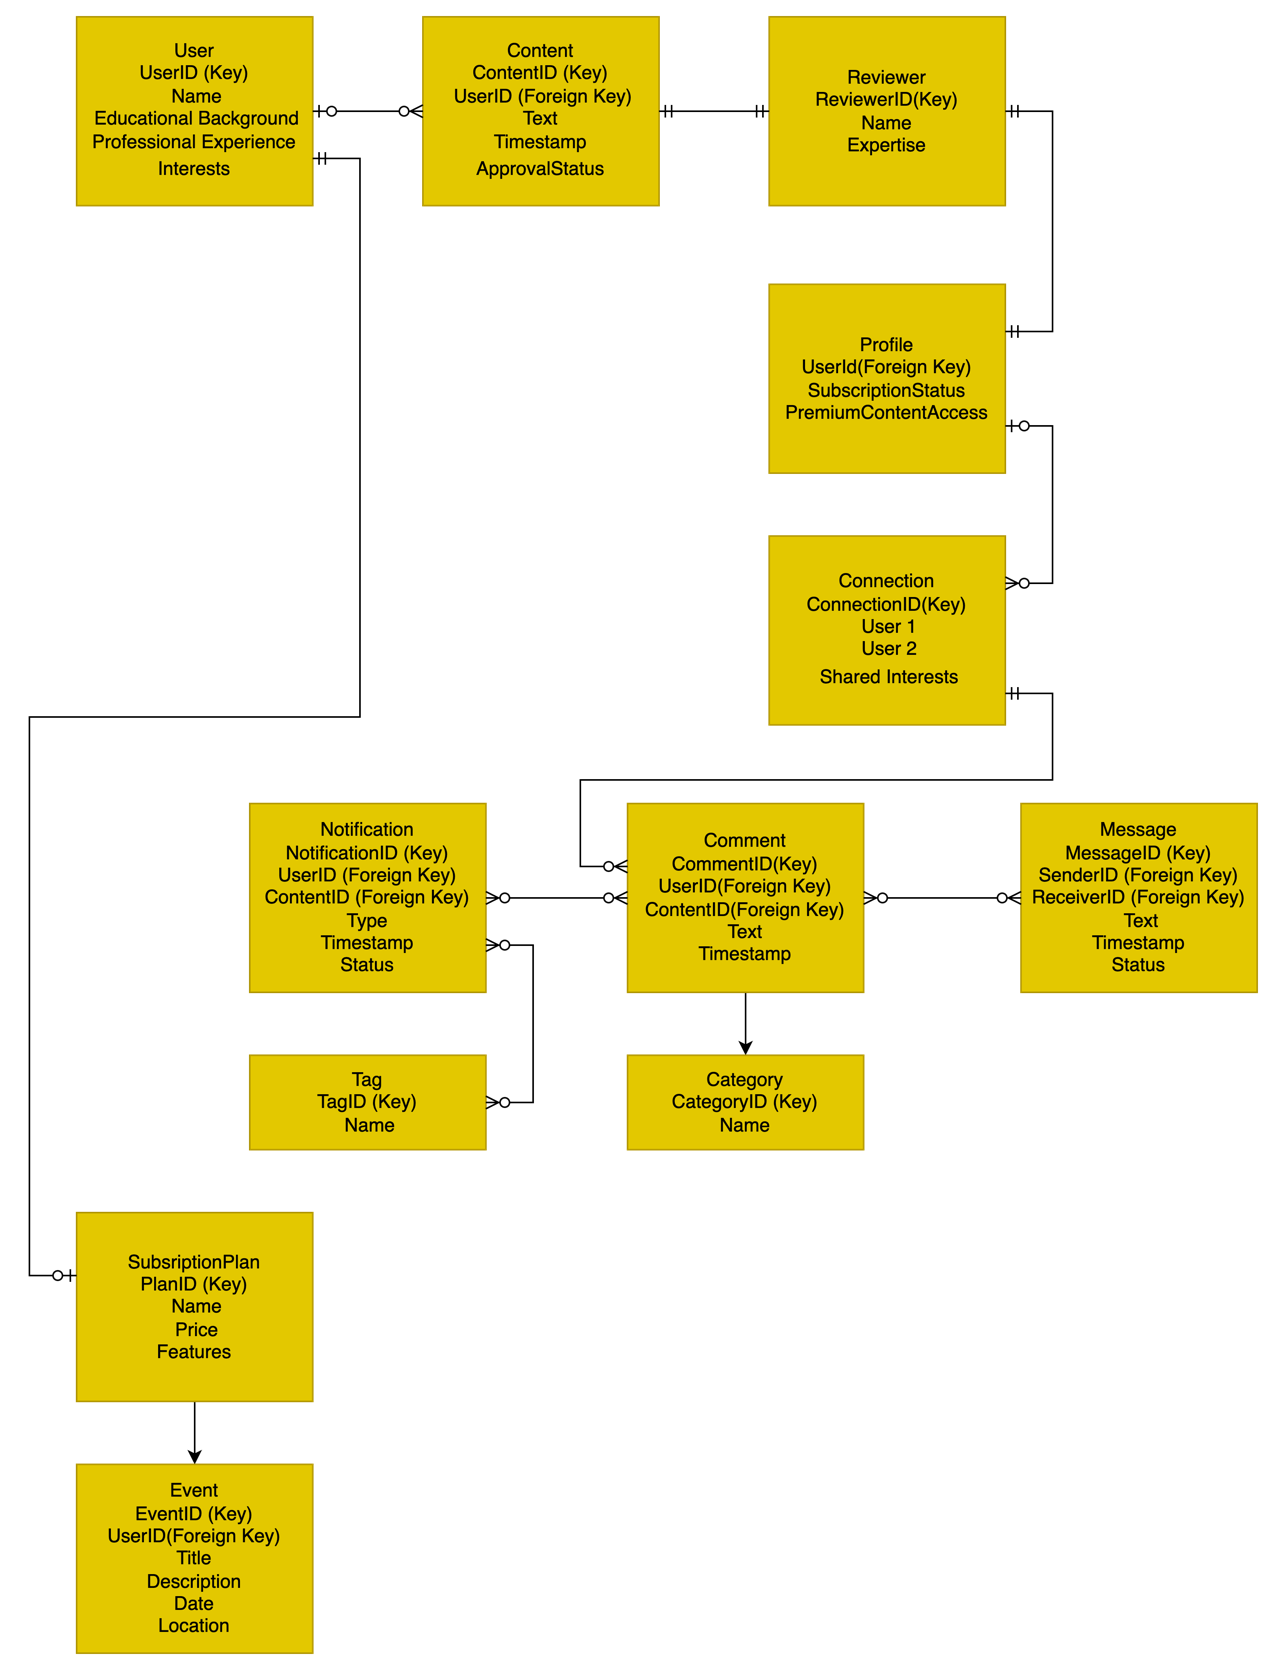 User
UserID (Key)
Name
Educational Background
Professional Experience
Interests
Content
ContentID (Key)
UserID (Foreign Key)
Text
Timestamp
ApprovalStatus
Reviewer
ReviewerID(Key)
Name
Expertise
Profile
UserId(Foreign Key)
SubscriptionStatus
PremiumContentAccess
Connection
ConnectionID(Key)
User 1
User 2
Shared Interests
Notification
NotificationID (Key)
UserID (Foreign Key)
ContentID (Foreign Key)
Type
Timestamp
Status
Comment
CommentID(Key)
UserID(Foreign Key)
ContentID(Foreign Key)
Text
Timestamp
Message
MessageID (Key)
SenderID (Foreign Key)
ReceiverID (Foreign Key)
Text
Timestamp
Status
Tag
TagID (Key)
Name
Category
CategoryID (Key)
Name
SubsriptionPlan
PlanID (Key)
Name
Price
Features
Event
EventID (Key)
UserID(Foreign Key)
Title
Description
Date
Location